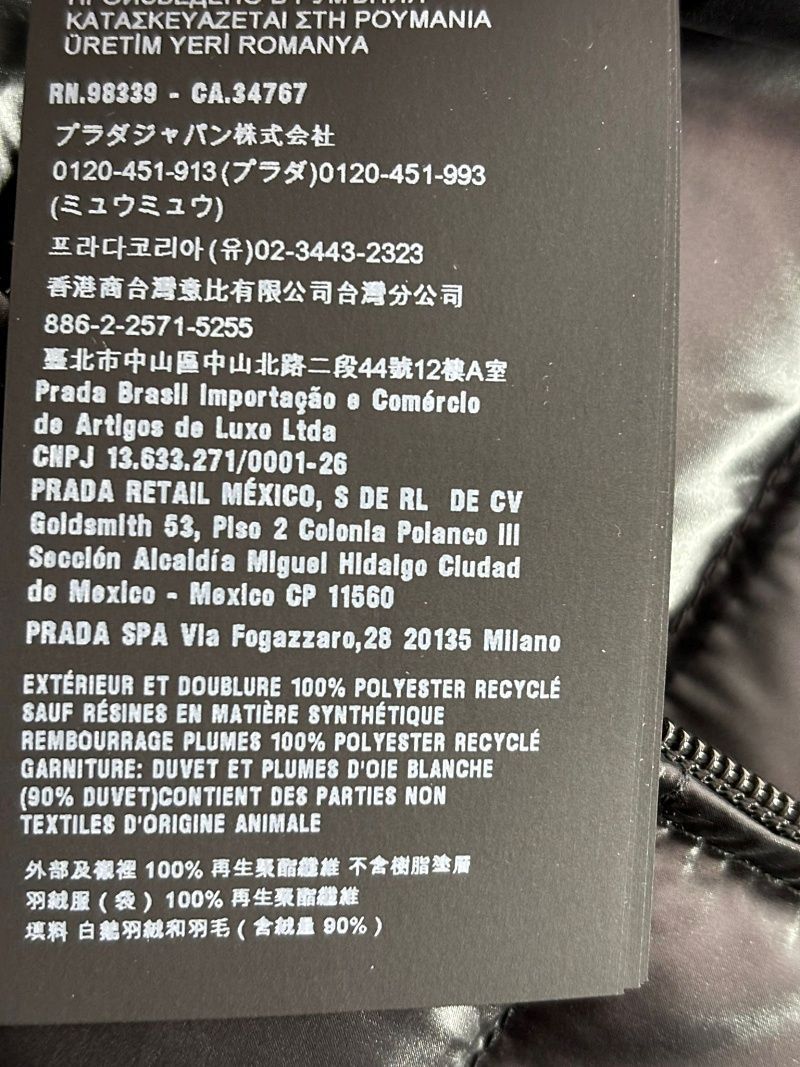 ПРОИЗВЕДЕНО В РУМЪНИЯ
ΚΑΤΑΣΚΕΥΑΖΕΤΑΙ ΣΤΗ ΡΟΥΜΑΝΙΑ
ÜRETİM YERİ ROMANYA
RN.98339 - CA.34767
プラダジャパン株式会社
0120-451-913(プラダ)0120-451-993
(ミュウミュウ)
프라다코리아(유)02-3443-2323
香港商台灣意比有限公司台灣分公司
886-2-2571-5255
臺北市中山區中山北路二段44號12樓A室
Prada Brasil Importação e Comércio
de Artigos de Luxo Ltda
CNPJ 13.633.271/0001-26
PRADA RETAIL MÉXICO, S DE RL DE CV
Goldsmith 53, Piso 2 Colonia Polanco III
Sección Alcaldía Miguel Hidalgo Ciudad
de Mexico - Mexico CP 11560
PRADA SPA Via Fogazzaro,28 20135 Milano
EXTÉRIEUR ET DOUBLURE 100% POLYESTER RECYCLÉ
SAUF RÉSINES EN MATIÈRE SYNTHÉTIQUE
REMBOURRAGE PLUMES 100% POLYESTER RECYCLÉ
GARNITURE: DUVET ET PLUMES D'OIE BLANCHE
(90% DUVET)CONTIENT DES PARTIES NON
TEXTILES D'ORIGINE ANIMALE
外部及襯裡 100% 再生聚酯纖維 不含樹脂塗層
羽絨服 ( 袋 ) 100% 再生聚酯纖維
填料 白鵝羽絨和羽毛 ( 含絨量 90% )